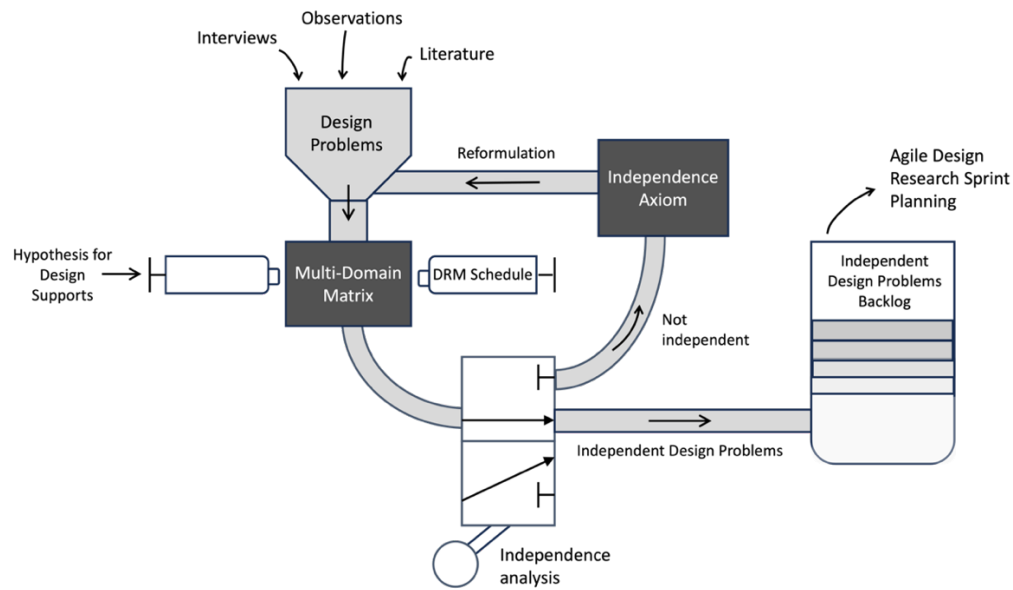 Observations
Interviews
Literature
Design
Problems
Reformulation
Independence
Axiom
Agile Design
Research Sprint
Planning
Hypothesis for
Design
Supports
Multi-Domain
Matrix
DRM Schedule
Independent
Design Problems
Backlog
Not
independent
Independent Design Problems
Independence
analysis